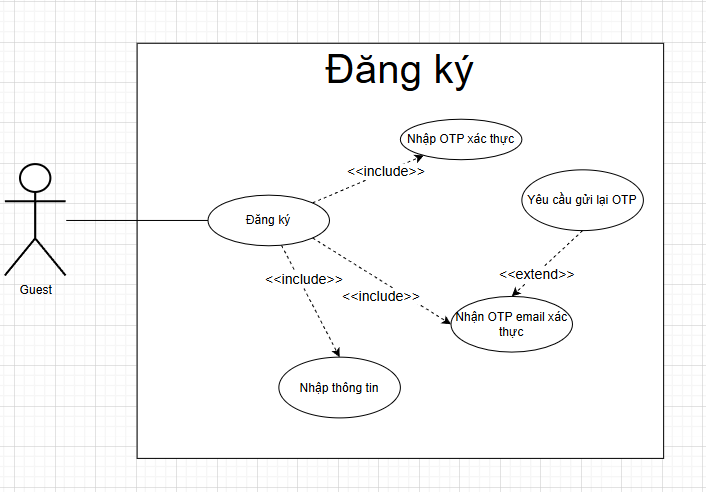 Đăng ký
Nhập OTP xác thực
<<include>>
Yêu cầu gửi lại OTP
Đăng ký
<<extend>>
<<include>>
<<include>>
Guest
Nhận OTP email xác
thực
Nhập thông tin